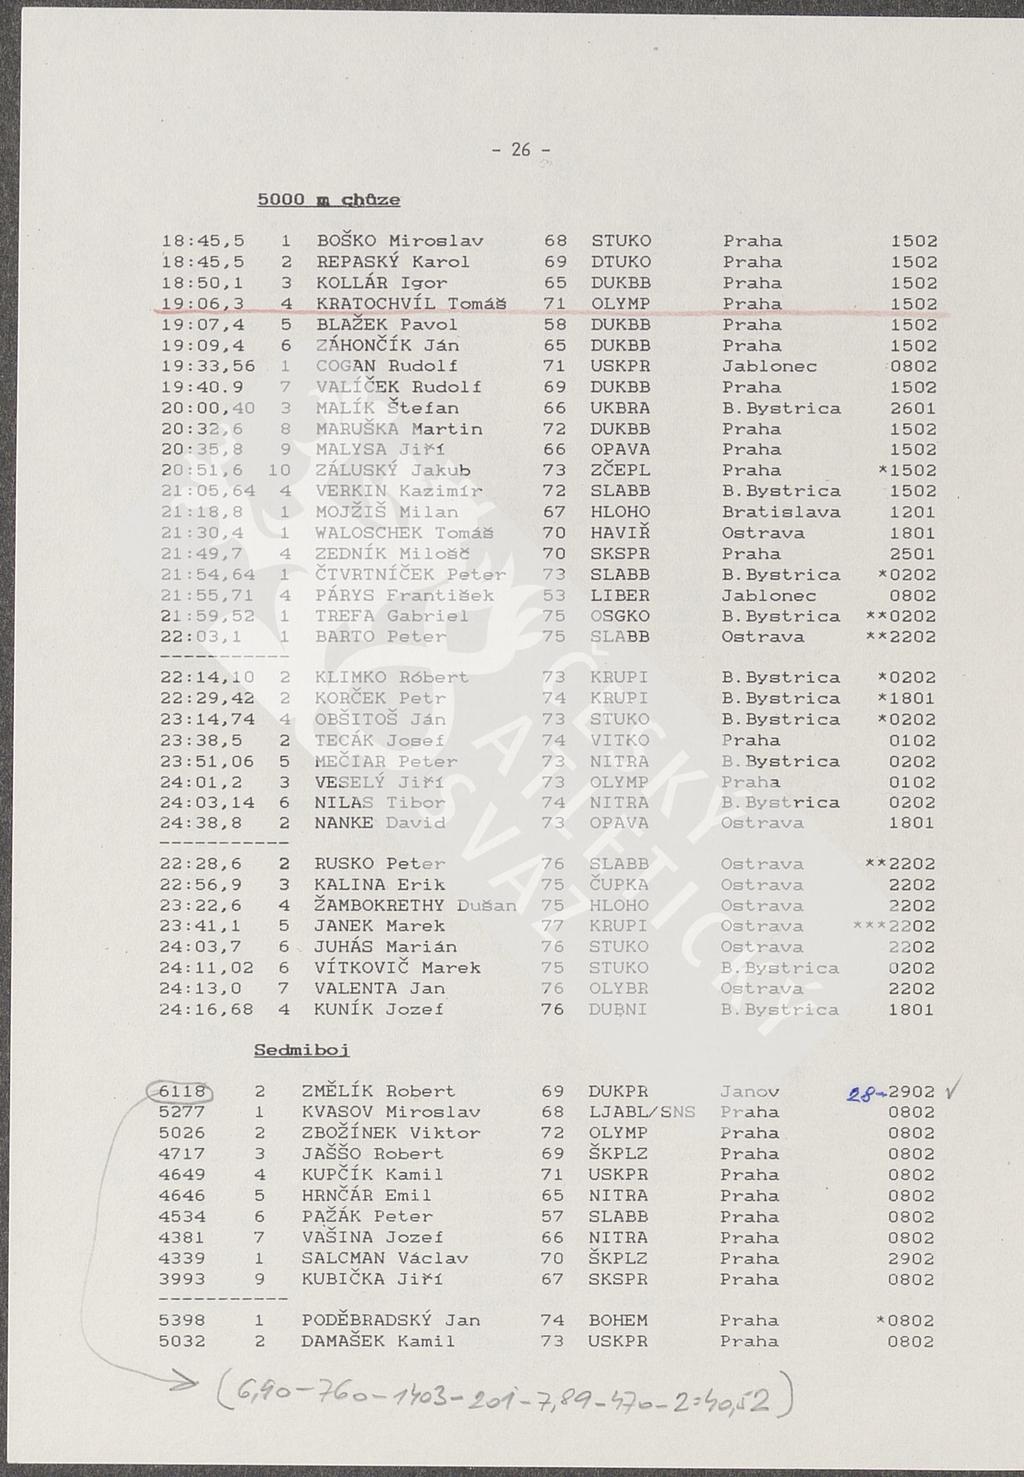 - 26 -
5000 m chůze
18:45,5 1 BOŠKO Miroslav 68 STUKO Praha 1502
18:45,5 2 REPASKÝ Karol 69 DTUKO Praha 1502
18:50,1 3 KOLLÁR Igor 65 DUKBB Praha 1502
19:06,3 4 KRATOCHVÍL Tomáš 71 OLYMP Praha 1502
19:07,4 5 BLAŽEK Pavol 58 DUKBB Praha 1502
19:09,4 6 ZÁHONČÍK Ján 65 DUKBB Praha 1502
19:33,56 1 COGAN Rudolf 71 USKPR Jablonec 0802
19:40.9 7 VALÍČEK Rudolf 69 DUKBB Praha 1502
20:00,40 3 MALÍK Štefan 66 UKBRA B.Bystrica 2601
20:32,6 8 MARUŠKA Martin 72 DUKBB Praha 1502
20:35,8 9 MALYSA Jiří 66 OPAVA Praha 1502
20:51,6 10 ZÁLUSKÝ Jakub 73 ZČEPL Praha *1502
21:05,64 4 VERKIN Kazimír 72 SLABB B.Bystrica 1502
21:18,8 1 MOJŽIŠ Milan 67 HLOHO Bratislava 1201
21:30,4 1 WALOSCHEK Tomáš 70 HAVIŘ Ostrava 1801
21:49,7 4 ZEDNÍK Milošč 70 SKSPR Praha 2501
21:54,64 1 ČTVRTNÍČEK Peter 73 SLABB B.Bystrica *0202
21:55,71 4 PÁRYS František 53 LIBER Jablonec 0802
21:59,52 1 TREFA Gabriel 75 OSGKO B.Bystrica **0202
22:03,1 1 BARTO Peter 75 SLABB Ostrava **2202
-----------
22:14,10 2 KLIMKO Róbert 73 KRUPI B.Bystrica *0202
22:29,42 2 KORČEK Petr 74 KRUPI B.Bystrica *1801
23:14,74 4 OBŠITOŠ Ján 73 STUKO B.Bystrica *0202
23:38,5 2 TECÁK Josef 74 VITKO Praha 0102
23:51,06 5 MEČIAR Peter 73 NITRA B.Bystrica 0202
24:01,2 3 VESELÝ Jiří 73 OLYMP Praha 0102
24:03,14 6 NILAS Tibor 74 NITRA B.Bystrica 0202
24:38,8 2 NANKE David 73 OPAVA Ostrava 1801
-----------
22:28,6 2 RUSKO Peter 76 SLABB Ostrava **2202
22:56,9 3 KALINA Erik 75 ČUPKA Ostrava 2202
23:22,6 4 ŽAMBOKRETHY Dušan 75 HLOHO Ostrava 2202
23:41,1 5 JANEK Marek 77 KRUPI Ostrava ***2202
24:03,7 6 JUHÁS Marián 76 STUKO Ostrava 2202
24:11,02 6 VÍTKOVIČ Marek 75 STUKO B.Bystrica 0202
24:13,0 7 VALENTA Jan 76 OLYBR Ostrava 2202
24:16,68 4 KUNÍK Jozef 76 DUBNI B.Bystrica 1801
Sedmiboj
6118 2 ZMĚLÍK Robert 69 DUKPR Janov 28-2902 √
5277 1 KVASOV Miroslav 68 LJABL/SNS Praha 0802
5026 2 ZBOŽÍNEK Viktor 72 OLYMP Praha 0802
4717 3 JAŠŠO Robert 69 ŠKPLZ Praha 0802
4649 4 KUPČÍK Kamil 71 USKPR Praha 0802
4646 5 HRNČÁR Emil 65 NITRA Praha 0802
4534 6 PAŽÁK Peter 57 SLABB Praha 0802
4381 7 VAŠINA Jozef 66 NITRA Praha 0802
4339 1 SALCMAN Václav 70 ŠKPLZ Praha 2902
3993 9 KUBIČKA Jiří 67 SKSPR Praha 0802
-----------
5398 1 PODĚBRADSKÝ Jan 74 BOHEM Praha *0802
5032 2 DAMAŠEK Kamil 73 USKPR Praha 0802
(6,90-760-1403-201-7,89-470-2:40,52)
ČESKÝ
ATLETICKÝ
SVAZ